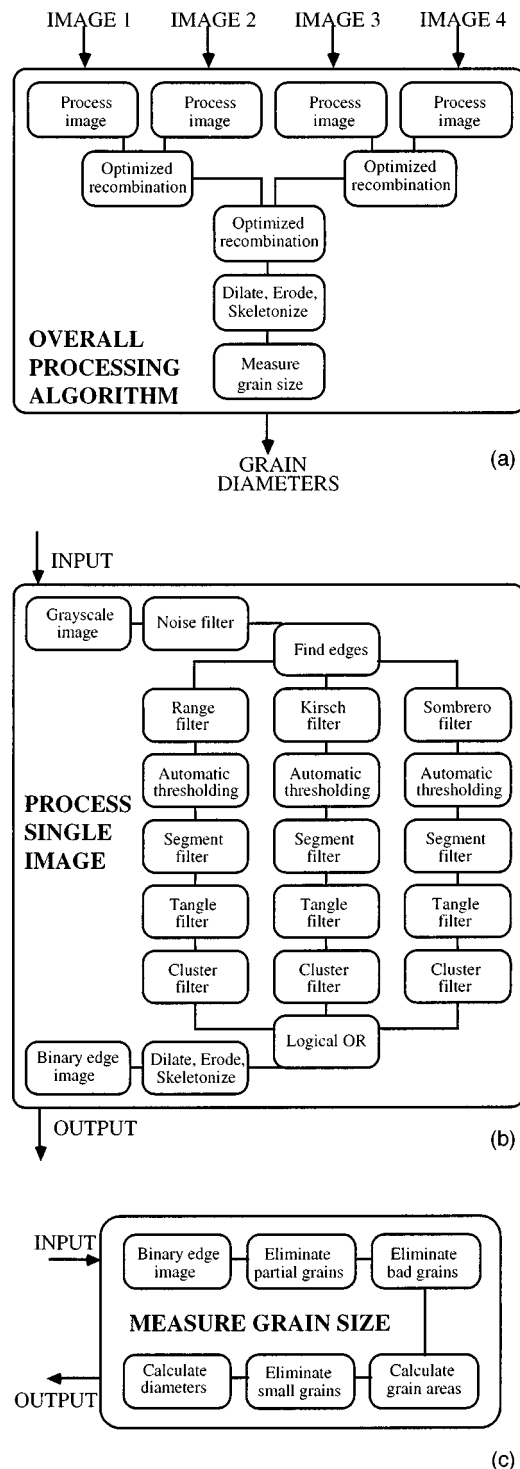 IMAGE 1 IMAGE 2 IMAGE 3 IMAGE 4
Process
image
Process
image
Process
image
Process
image
Optimized
recombination
Optimized
recombination
Optimized
recombination
Dilate, Erode,
Skeletonize
Measure
grain size
OVERALL
PROCESSING
ALGORITHM
GRAIN
DIAMETERS
(a)
INPUT
Grayscale
image
Noise filter
Find edges
Range
filter
Kirsch
filter
Sombrero
filter
Automatic
thresholding
Automatic
thresholding
Automatic
thresholding
PROCESS
SINGLE
IMAGE
Segment
filter
Segment
filter
Segment
filter
Tangle
filter
Tangle
filter
Tangle
filter
Cluster
filter
Cluster
filter
Cluster
filter
Logical OR
Binary edge
image
Dilate, Erode,
Skeletonize
OUTPUT
(b)
INPUT
Binary edge
image
Eliminate
partial grains
Eliminate
bad grains
MEASURE GRAIN SIZE
Calculate
diameters
Eliminate
small grains
Calculate
grain areas
OUTPUT
(c)